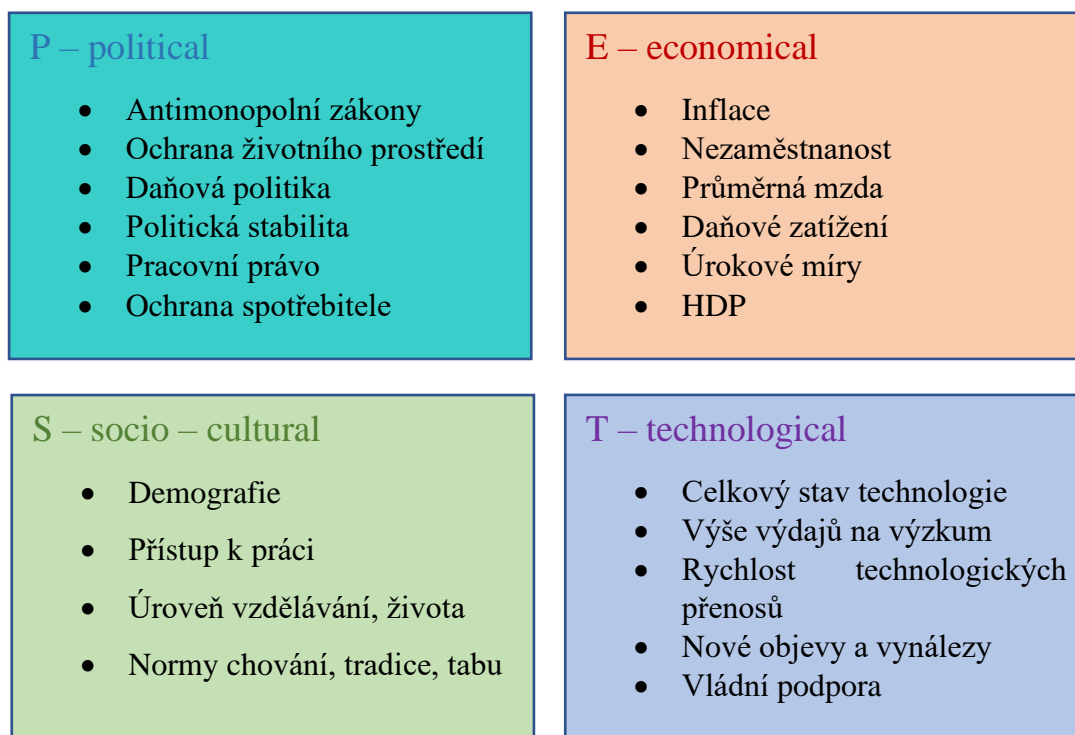 P – political
• Antimonopolní zákony
• Ochrana životního prostředí
• Daňová politika
• Politická stabilita
• Pracovní právo
• Ochrana spotřebitele
E – economical
• Inflace
• Nezaměstnanost
• Průměrná mzda
• Daňové zatížení
• Úrokové míry
• HDP
S – socio – cultural
• Demografie
• Přístup k práci
• Úroveň vzdělávání, života
• Normy chování, tradice, tabu
T – technological
• Celkový stav technologie
• Výše výdajů na výzkum
• Rychlost technologických
přenosů
• Nové objevy a vynálezy
• Vládní podpora